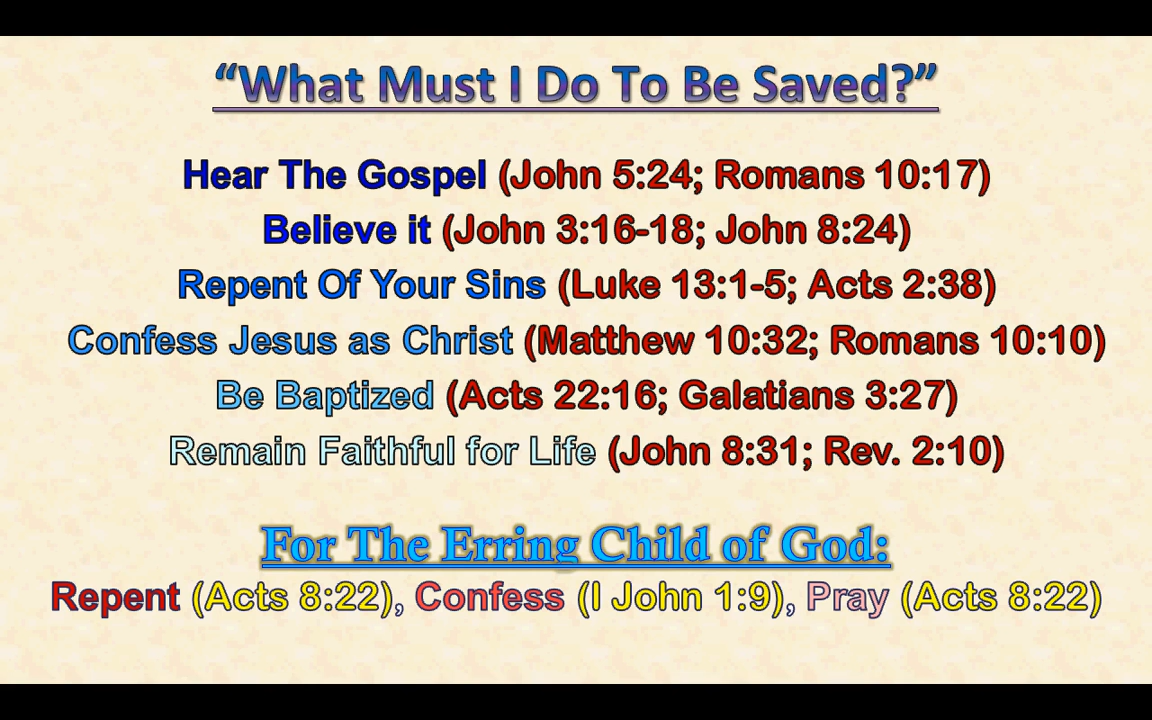 “What Must I Do To Be Saved?”
Hear The Gospel (John 5:24; Romans 10:17)
Believe it (John 3:16-18; John 8:24)
Repent Of Your Sins (Luke 13:1-5; Acts 2:38)
Confess Jesus as Christ (Matthew 10:32; Romans 10:10)
Be Baptized (Acts 22:16; Galatians 3:27)
Remain Faithful for Life (John 8:31; Rev. 2:10)
For The Erring Child of God:
Repent (Acts 8:22), Confess (I John 1:9), Pray (Acts 8:22)